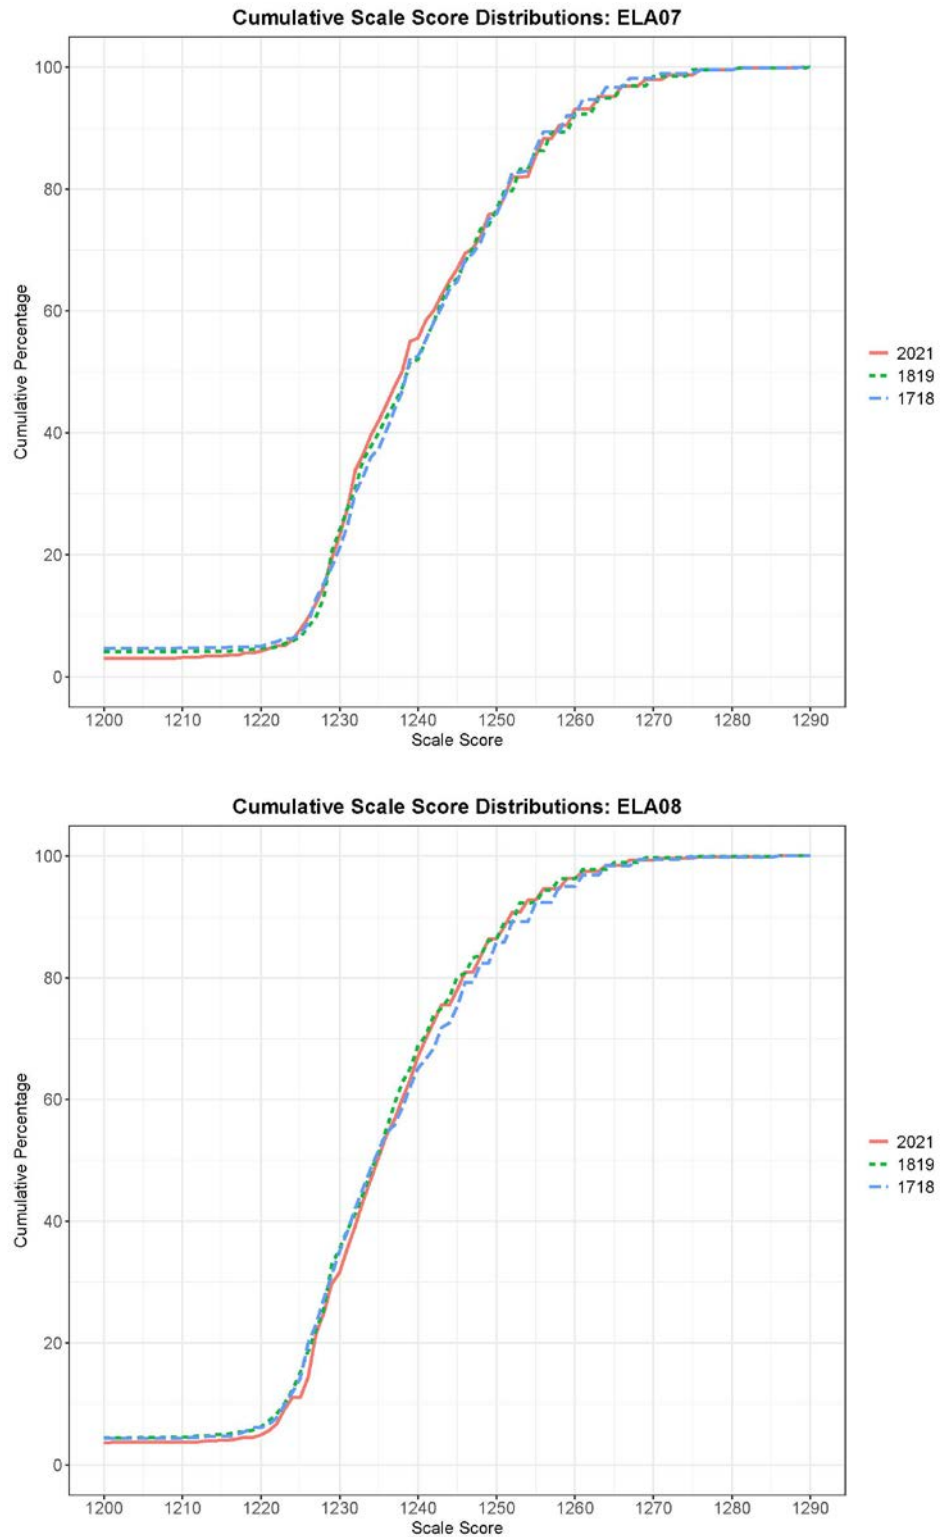 Cumulative Scale Score Distributions: ELA07
100
80
60
40
20
0
Cumulative Percentage
1200 1210 1220 1230 1240 1250 1260 1270 1280 1290
Scale Score
2021
1819
1718
Cumulative Scale Score Distributions: ELA08
100
80
60
40
20
0
Cumulative Percentage
1200 1210 1220 1230 1240 1250 1260 1270 1280 1290
Scale Score
2021
1819
1718